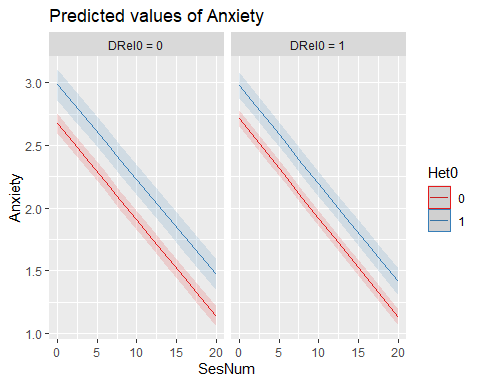 Predicted values of Anxiety
DRel0 = 0
DRel0 = 1
Anxiety
3.0
2.5
2.0
1.5
1.0
0 5 10 15 20
0 5 10 15 20
SesNum
Het0
0
1